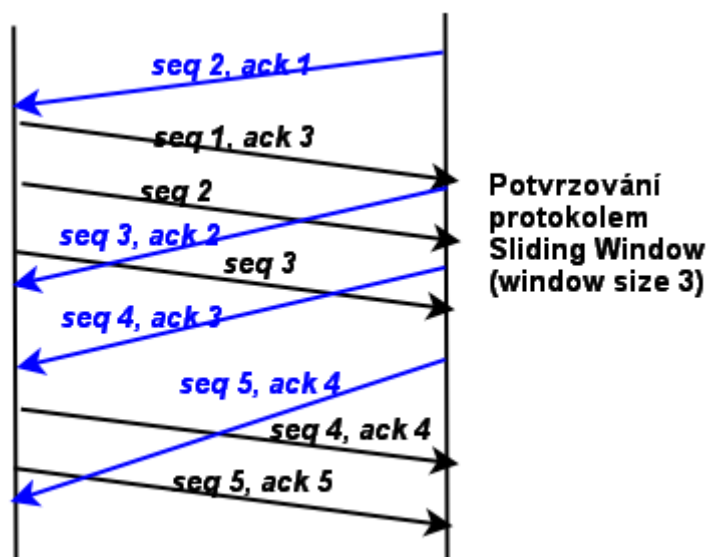 seq 2, ack 1
seq 1, ack 3
seq 2
seq 3, ack 2
seq 3
seq 4, ack 3
seq 5, ack 4
seq 4, ack 4
seq 5, ack 5
Potvrzování
protokolem
Sliding Window
(window size 3)